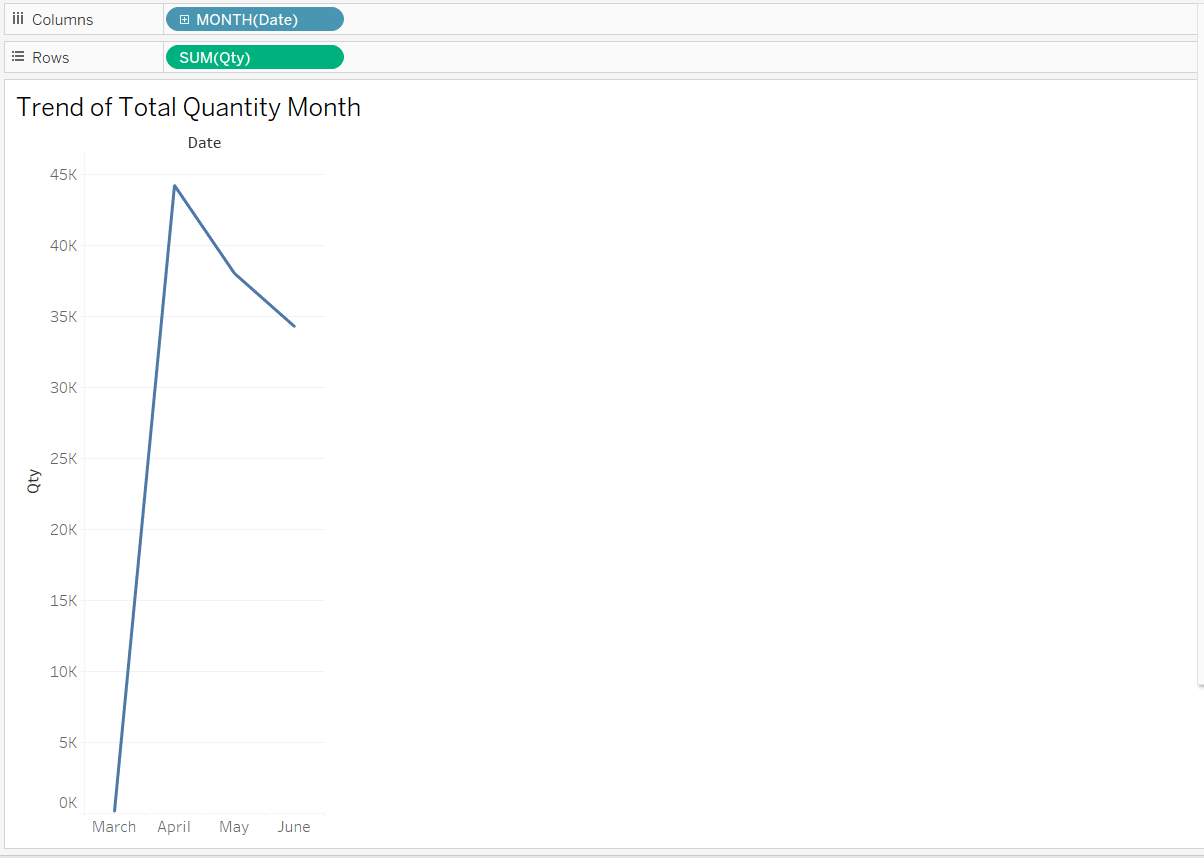 Columns MONTH(Date)
Rows SUM(Qty)
Trend of Total Quantity Month
Date
45K
40K
35K
30K
25K
20K
15K
10K
5K
0K
Qty
March April May June